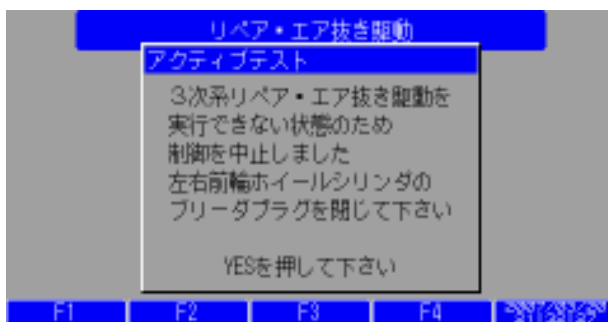 リペア・エア抜き駆動
アクティブテスト
3次系リペア・エア抜き駆動を
実行できない状態のため
制御を中止しました
左右前輪ホイールシリンダの
ブリーダプラグを閉じて下さい
YESを押して下さい
F1 F2 F3 F4